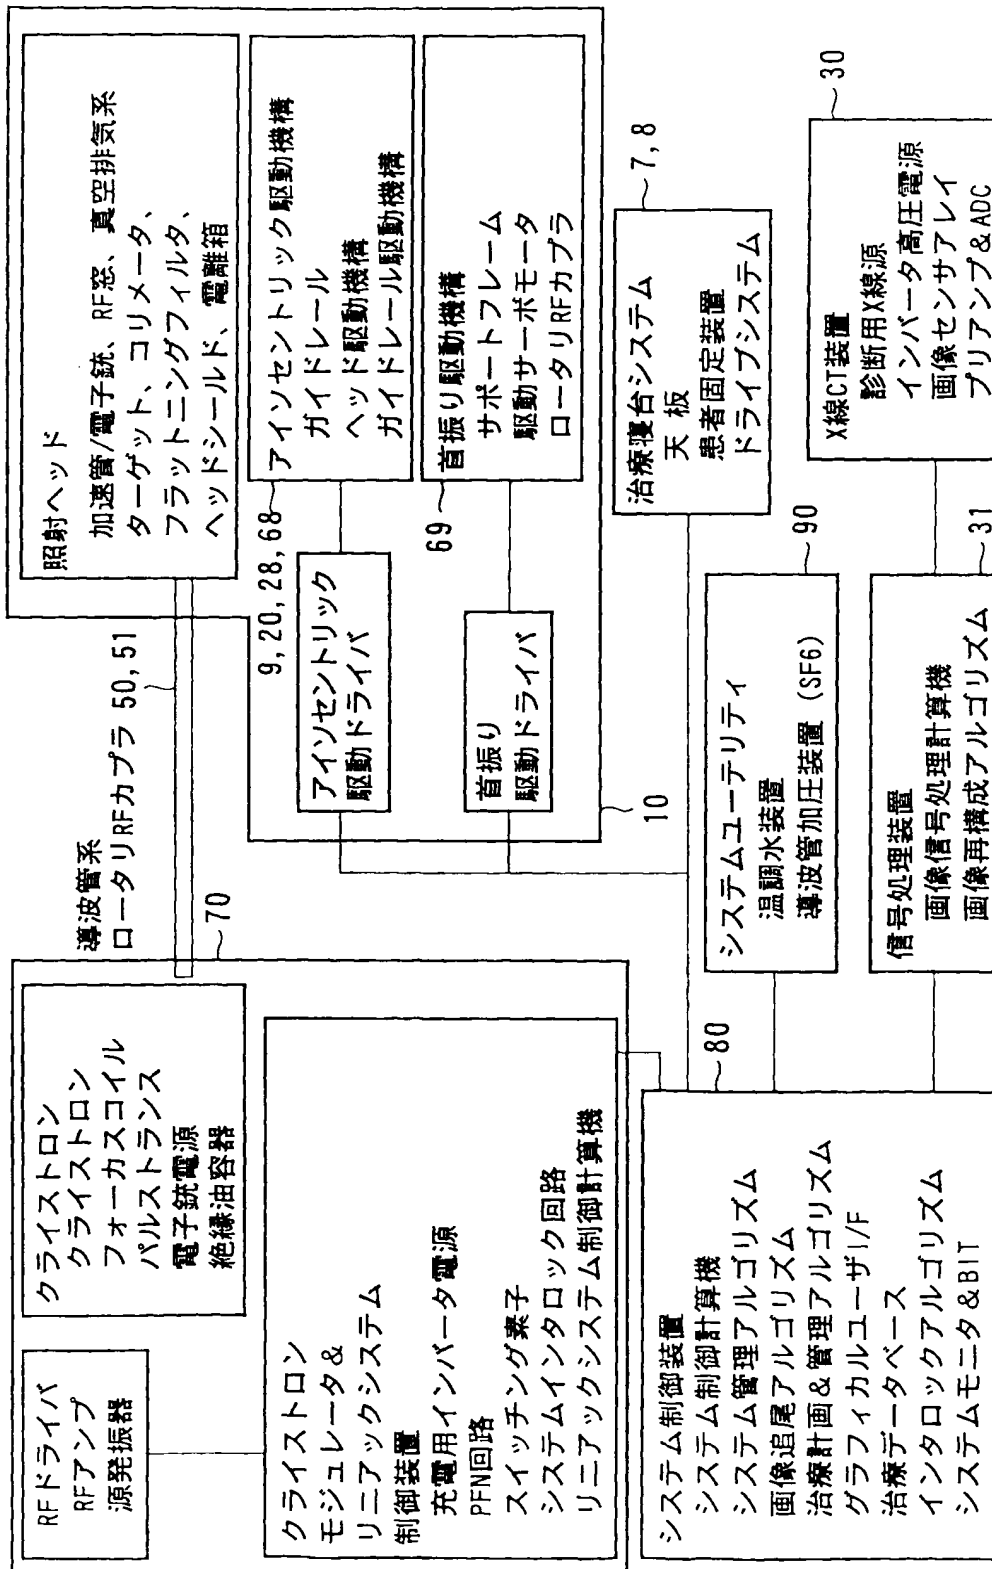 RFドライバ
RFアンプ
源発振器
クライストロン
クライストロン
フォーカスコイル
パルストランス
電子銃電源
絶縁油容器
導波管系
ロータリRFカプラ 50,51
照射ヘッド
加速管/電子銃、RF窓、真空排気系
ターゲット、コリメータ、
フラットニングフィルタ、
ヘッドシールド、電離箱
70
クライストロン
モジュレータ&
リニアックシステム
制御装置
充電用インバータ電源
PFN回路
スイッチング素子
システムインタロック回路
リニアックシステム制御計算機
9,20,28,68
アイソセントリック
駆動ドライバ
アイソセントリック駆動機構
ガイドレール
ヘッド駆動機構
ガイドレール駆動機構
69
首振り
駆動ドライバ
首振り駆動機構
サポートフレーム
駆動サーボモータ
ロータリRFカプラ
10
治療寝台システム
天 板
患者固定装置
ドライブシステム
7,8
80
システム制御装置
システム制御計算機
システム管理アルゴリズム
画像追尾アルゴリズム
治療計画&管理アルゴリズム
グラフィカルユーザI/F
治療データベース
インタロックアルゴリズム
システムモニタ&BIT
システムユーテリティ
温調水装置
導波管加圧装置(SF6)
90
信号処理装置
画像信号処理計算機
画像再構成アルゴリズム
31
X線CT装置
診断用X線源
インバータ高圧電源
画像センサアレイ
プリアンプ&ADC
30